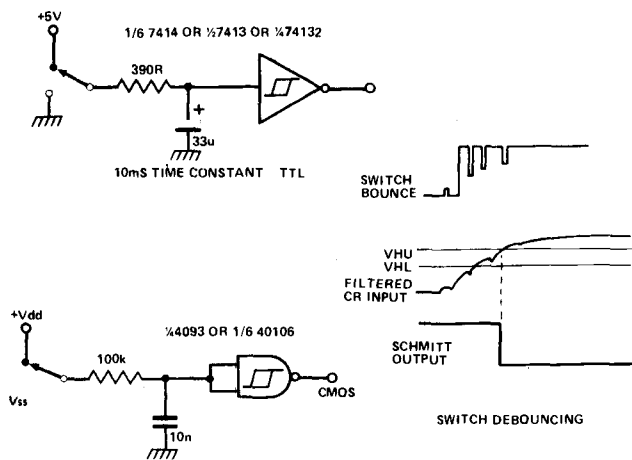 +5V
1/6 7414 OR ½7413 OR ¼74132
390R
+
33u
10mS TIME CONSTANT TTL
SWITCH
BOUNCE
VHU
VHL
FILTERED
CR INPUT
SCHMITT
OUTPUT
SWITCH DEBOUNCING
+Vdd
¼4093 OR 1/6 40106
100k
Vss
CMOS
10n